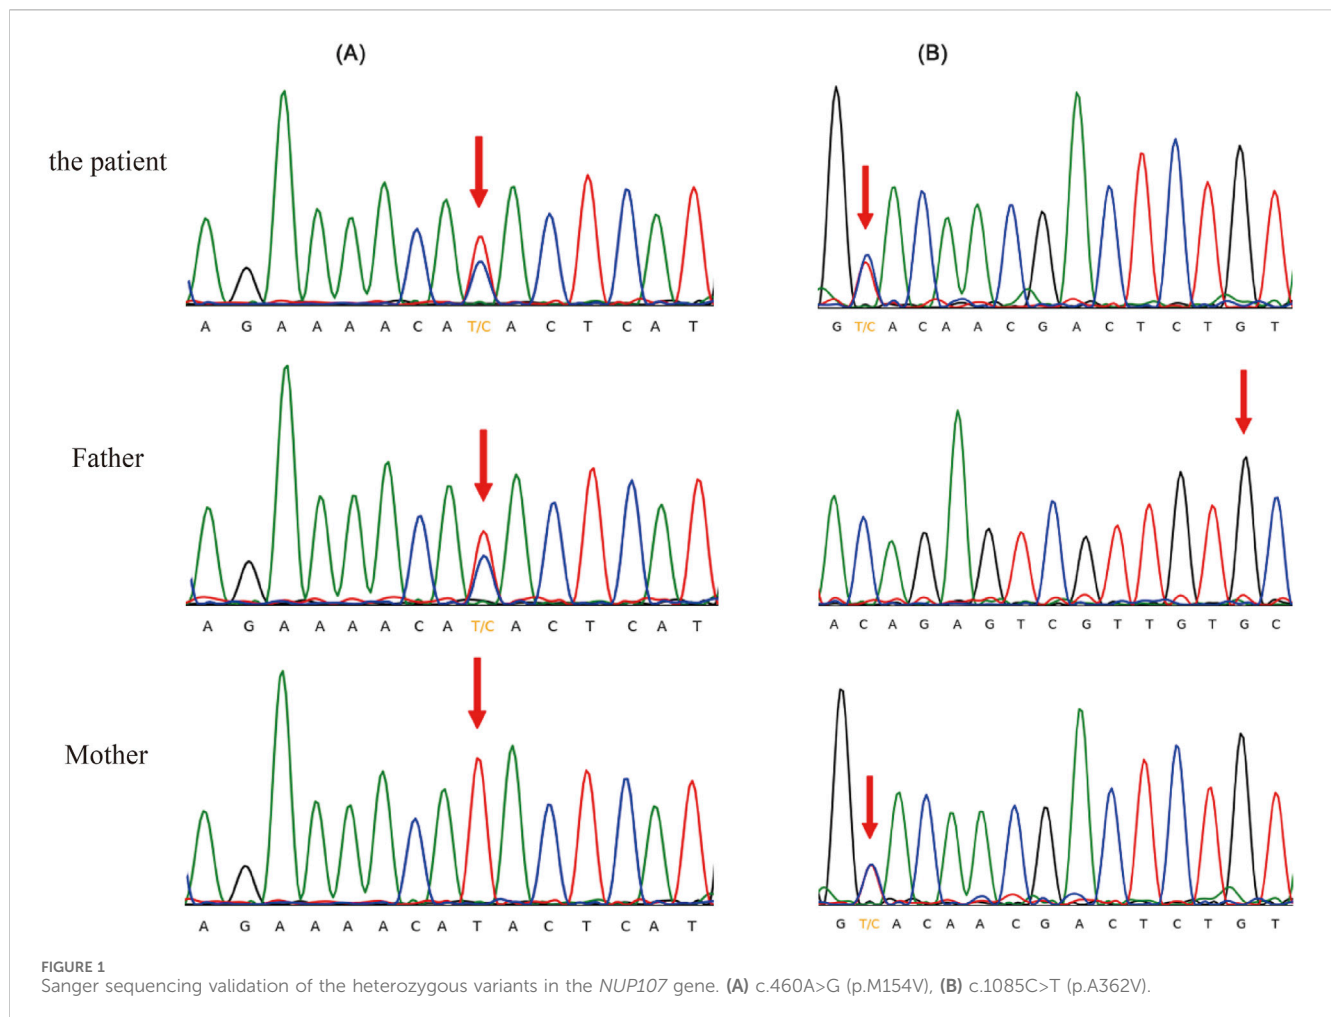 (A) (B)
the patient
A G A A A A C A T/C A C T C A T
G T/C A C A A C G A C T C T G T
Father
A G A A A A C A T/C A C T C A T
A C A G A G T C G T T G T G C
Mother
A G A A A A C A T A C T C A T
G T/C A C A A C G A C T C T G T
FIGURE 1
Sanger sequencing validation of the heterozygous variants in the NUP107 gene. (A) c.460A>G (p.M154V), (B) c.1085C>T (p.A362V).